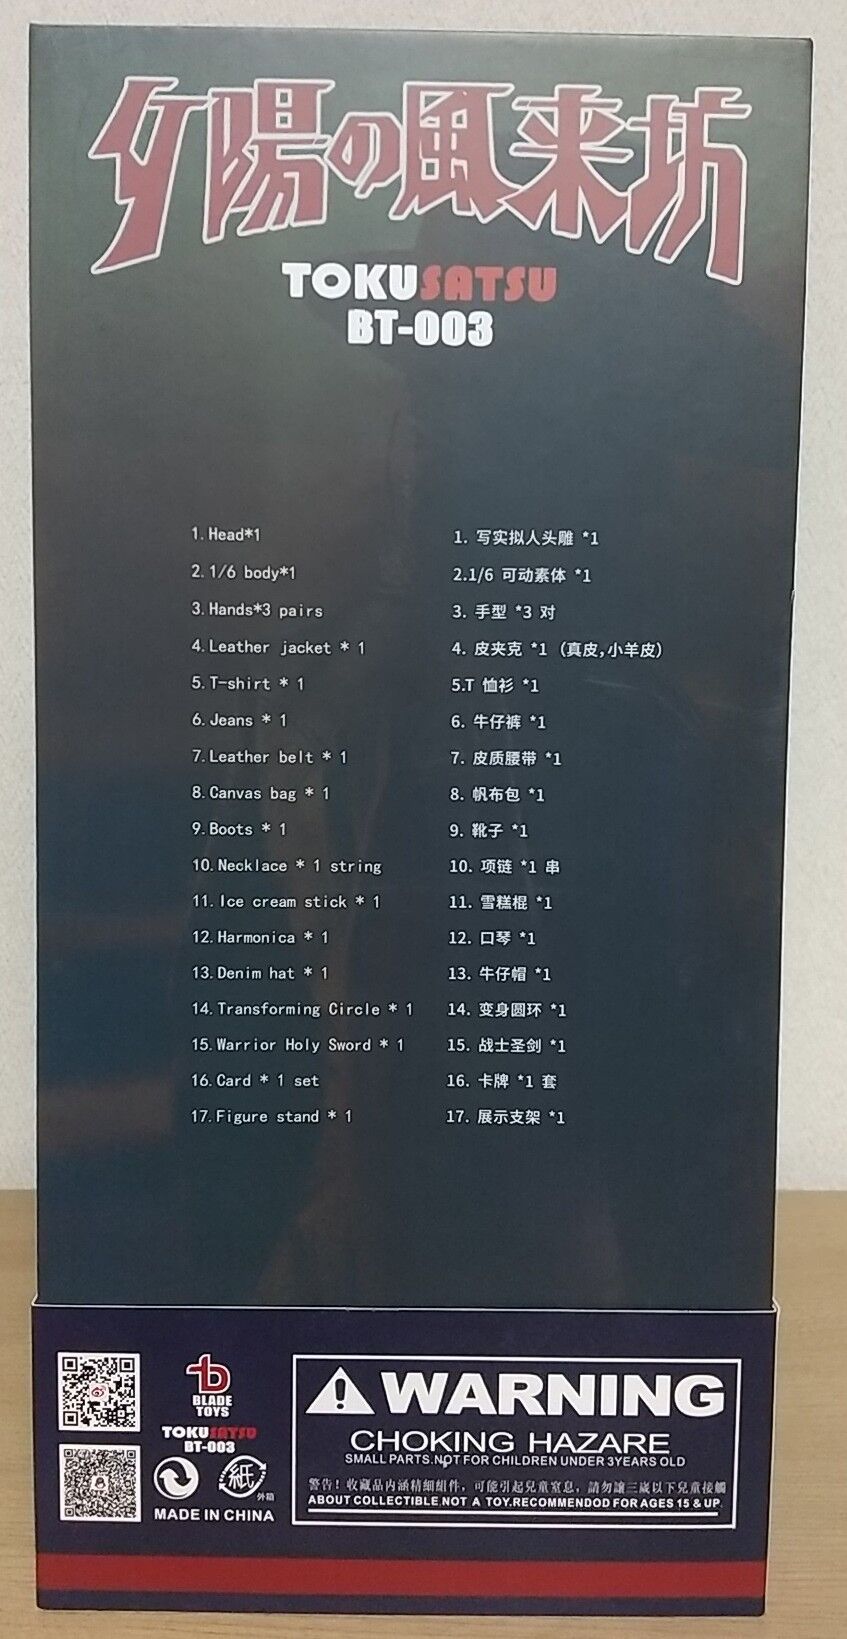 夕陽の風来坊
TOKUSATSU
BT-003
1.Head*1
2.1/6 body*1
3.Hands*3 pairs
4.Leather jacket * 1
5.T-shirt * 1
6.Jeans * 1
7.Leather belt * 1
8.Canvas bag * 1
9.Boots * 1
10.Necklace * 1 string
11.Ice cream stick * 1
12.Harmonica * 1
13.Denim hat * 1
14.Transforming Circle * 1
15.Warrior Holy Sword * 1
16.Card * 1 set
17.Figure stand * 1
1. 写实拟人头雕 *1
2.1/6 可动素体 *1
3. 手型 *3 对
4. 皮夹克 *1 (真皮,小羊皮)
5.T 恤衫 *1
6. 牛仔裤 *1
7. 皮质腰带 *1
8. 帆布包 *1
9. 靴子 *1
10. 项链 *1 串
11. 雪糕棍 *1
12. 口琴 *1
13. 牛仔帽 *1
14. 变身圆环 *1
15. 战士圣剑 *1
16. 卡牌 *1 套
17. 展示支架 *1
BLADE
TOYS
TOKUSATSU
BT-003
紙
外箱
MADE IN CHINA
WARNING
CHOKING HAZARE
SMALL PARTS.NOT FOR CHILDREN UNDER 3YEARS OLD
警告！收藏品内涵精细組件，可能引起兒童窒息，請勿讓三歲以下兒童接觸
ABOUT COLLECTIBLE.NOT A TOY.RECOMMENDOD FOR AGES 15 & UP